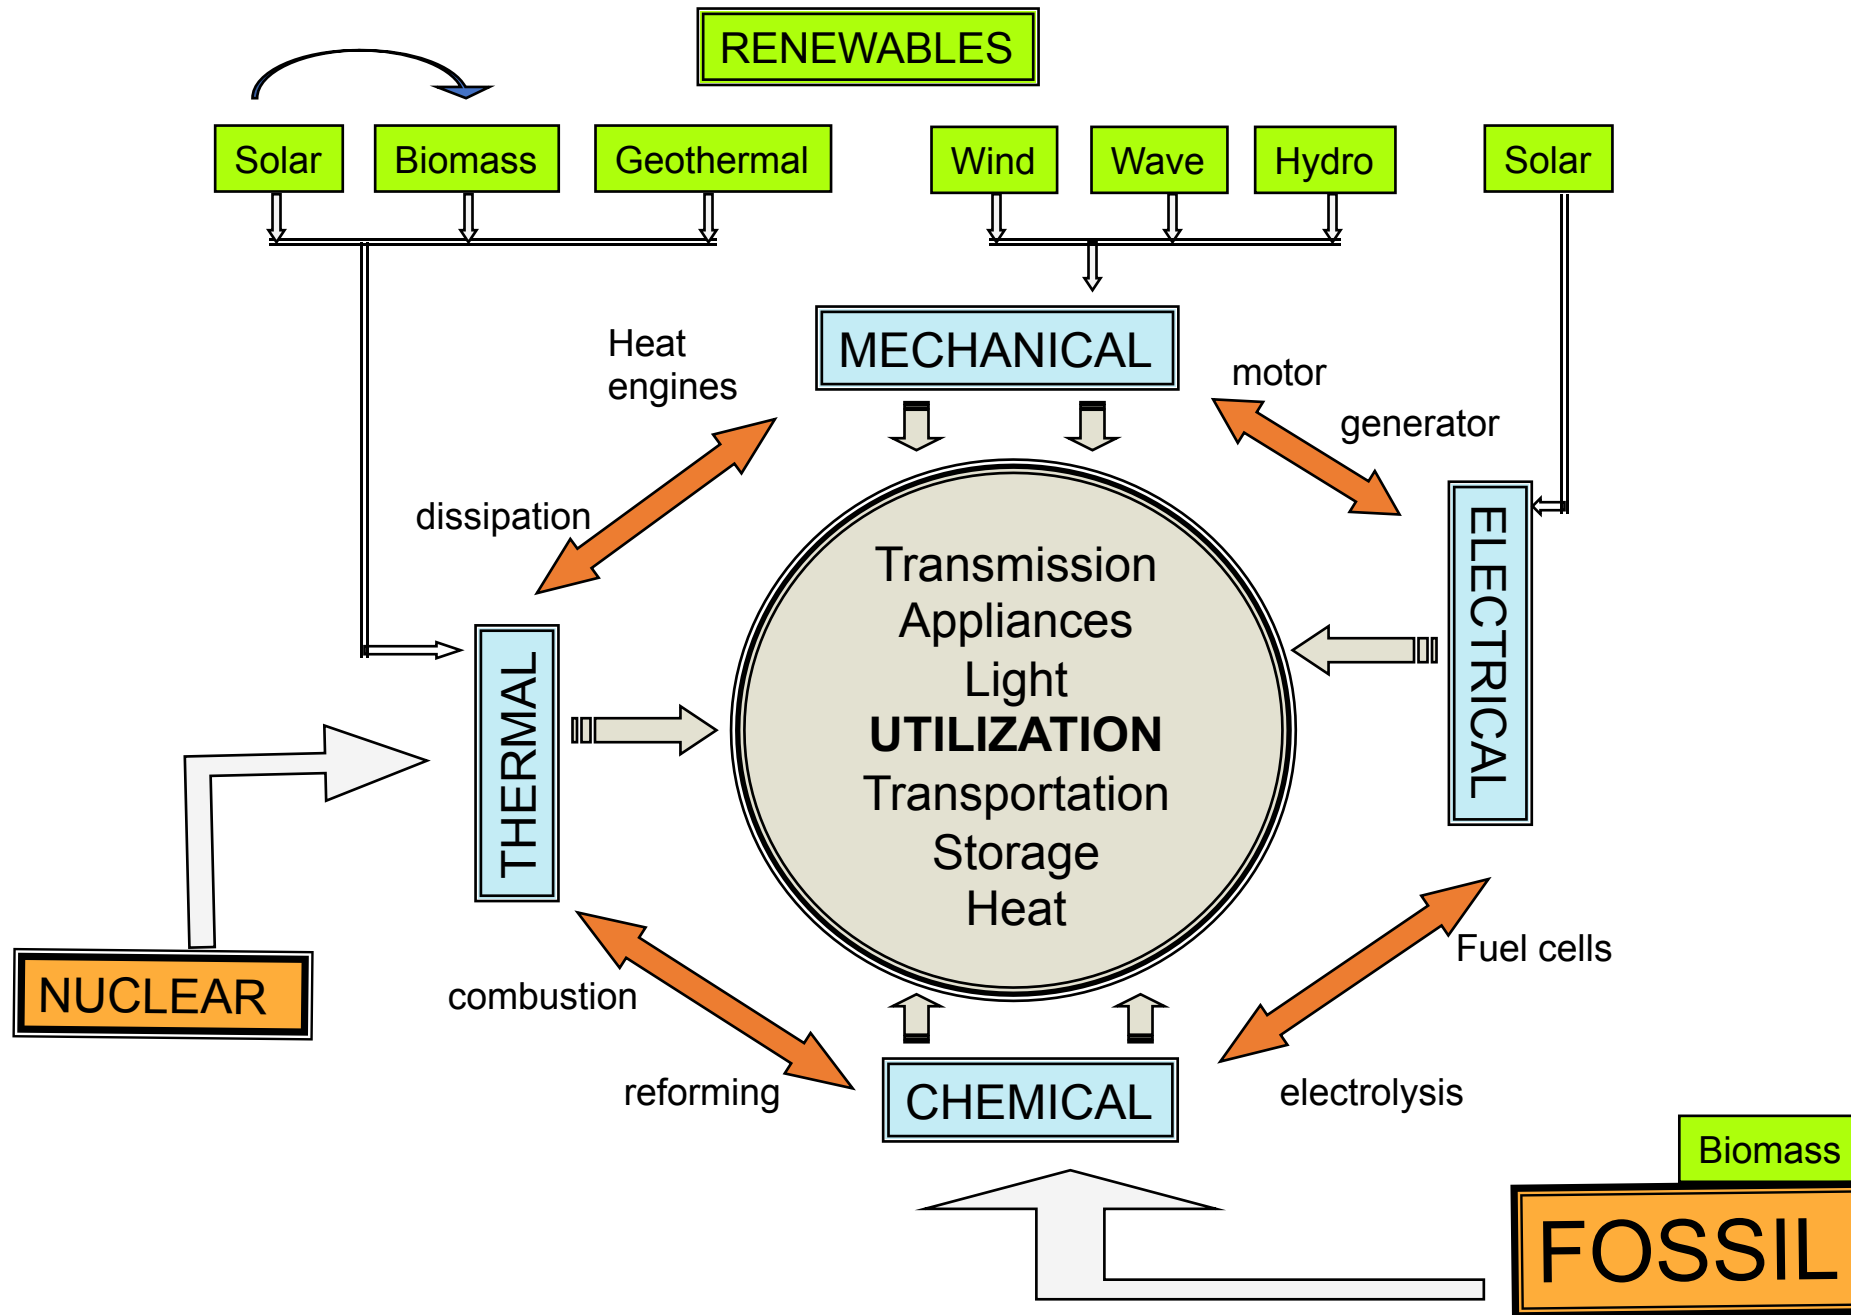 RENEWABLES
Solar
Biomass
Geothermal
Wind
Wave
Hydro
Solar
MECHANICAL
Heat
engines
motor
generator
dissipation
ELECTRICAL
THERMAL
Transmission
Appliances
Light
UTILIZATION
Transportation
Storage
Heat
NUCLEAR
combustion
Fuel cells
reforming
CHEMICAL
electrolysis
Biomass
FOSSIL